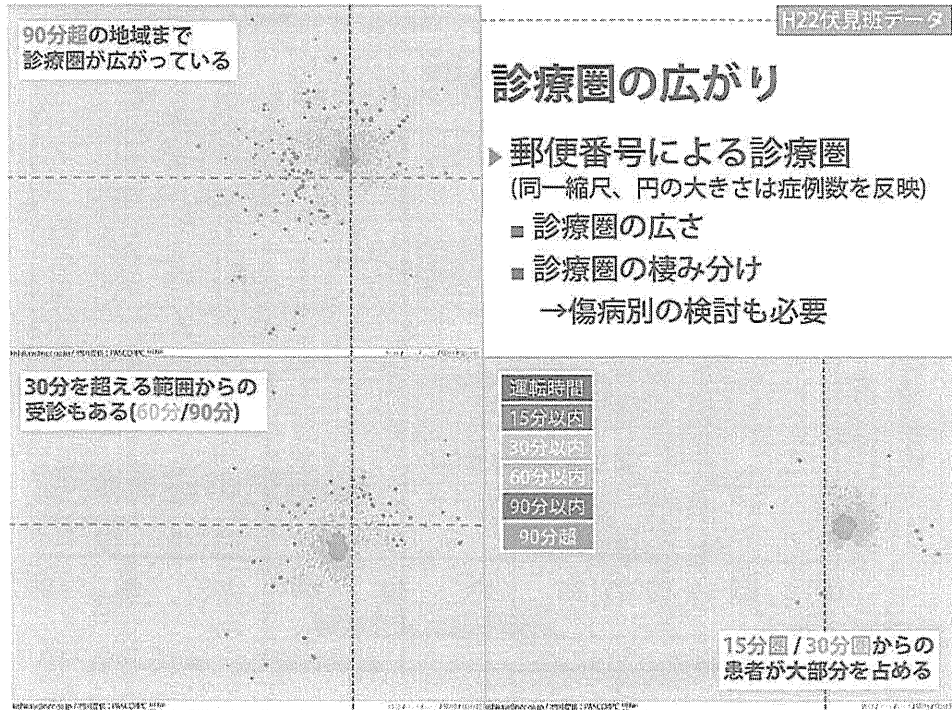 90分超の地域まで
診療圏が広がっている
H22伏見班データ
診療圏の広がり
郵便番号による診療圏
(同一縮尺、円の大きさは症例数を反映)
診療圏の広さ
診療圏の棲み分け
→傷病別の検討も必要
30分を超える範囲からの
受診もある(60分/90分)
運転時間
15分以内
30分以内
60分以内
90分以内
90分超
15分圏 / 30分圏からの
患者が大部分を占める